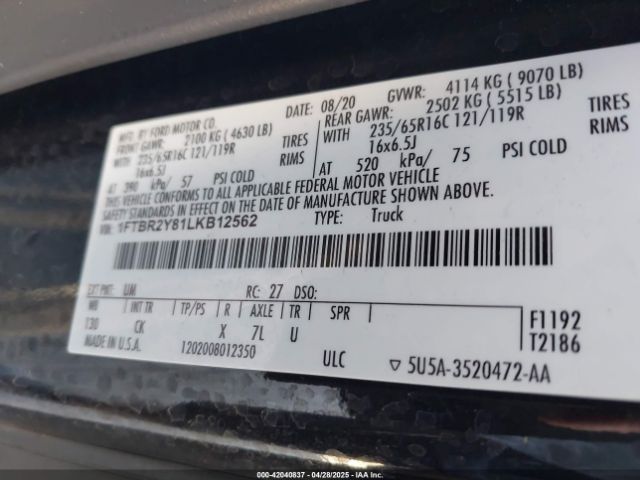 MFG. BY FORD MOTOR CO.
DATE: 08/20 GVWR: 4114 KG ( 9070 LB)
FRONT GAWR: 2100 KG ( 4630 LB)
REAR GAWR: 2502 KG ( 5515 LB)
WITH 235/65R16C 121/119R TIRES
WITH 235/65R16C 121/119R TIRES
16x6.5J RIMS
16x6.5J RIMS
AT 390 kPa/ 57 PSI COLD
AT 520 kPa/ 75 PSI COLD
THIS VEHICLE CONFORMS TO ALL APPLICABLE FEDERAL MOTOR VEHICLE
SAFETY STANDARDS IN EFFECT ON THE DATE OF MANUFACTURE SHOWN ABOVE.
VIN: 1FTBR2Y81LKB12562 TYPE: Truck
EXT PNT: UM RC: 27 DSO:
WB INT TR TP/PS R AXLE TR SPR
130 CK X 7L U
F1192
T2186
MADE IN U.S.A. 1202008012350 ULC
▽ 5U5A-3520472-AA
000-42040837 - 04/28/2025 - IAAI.com